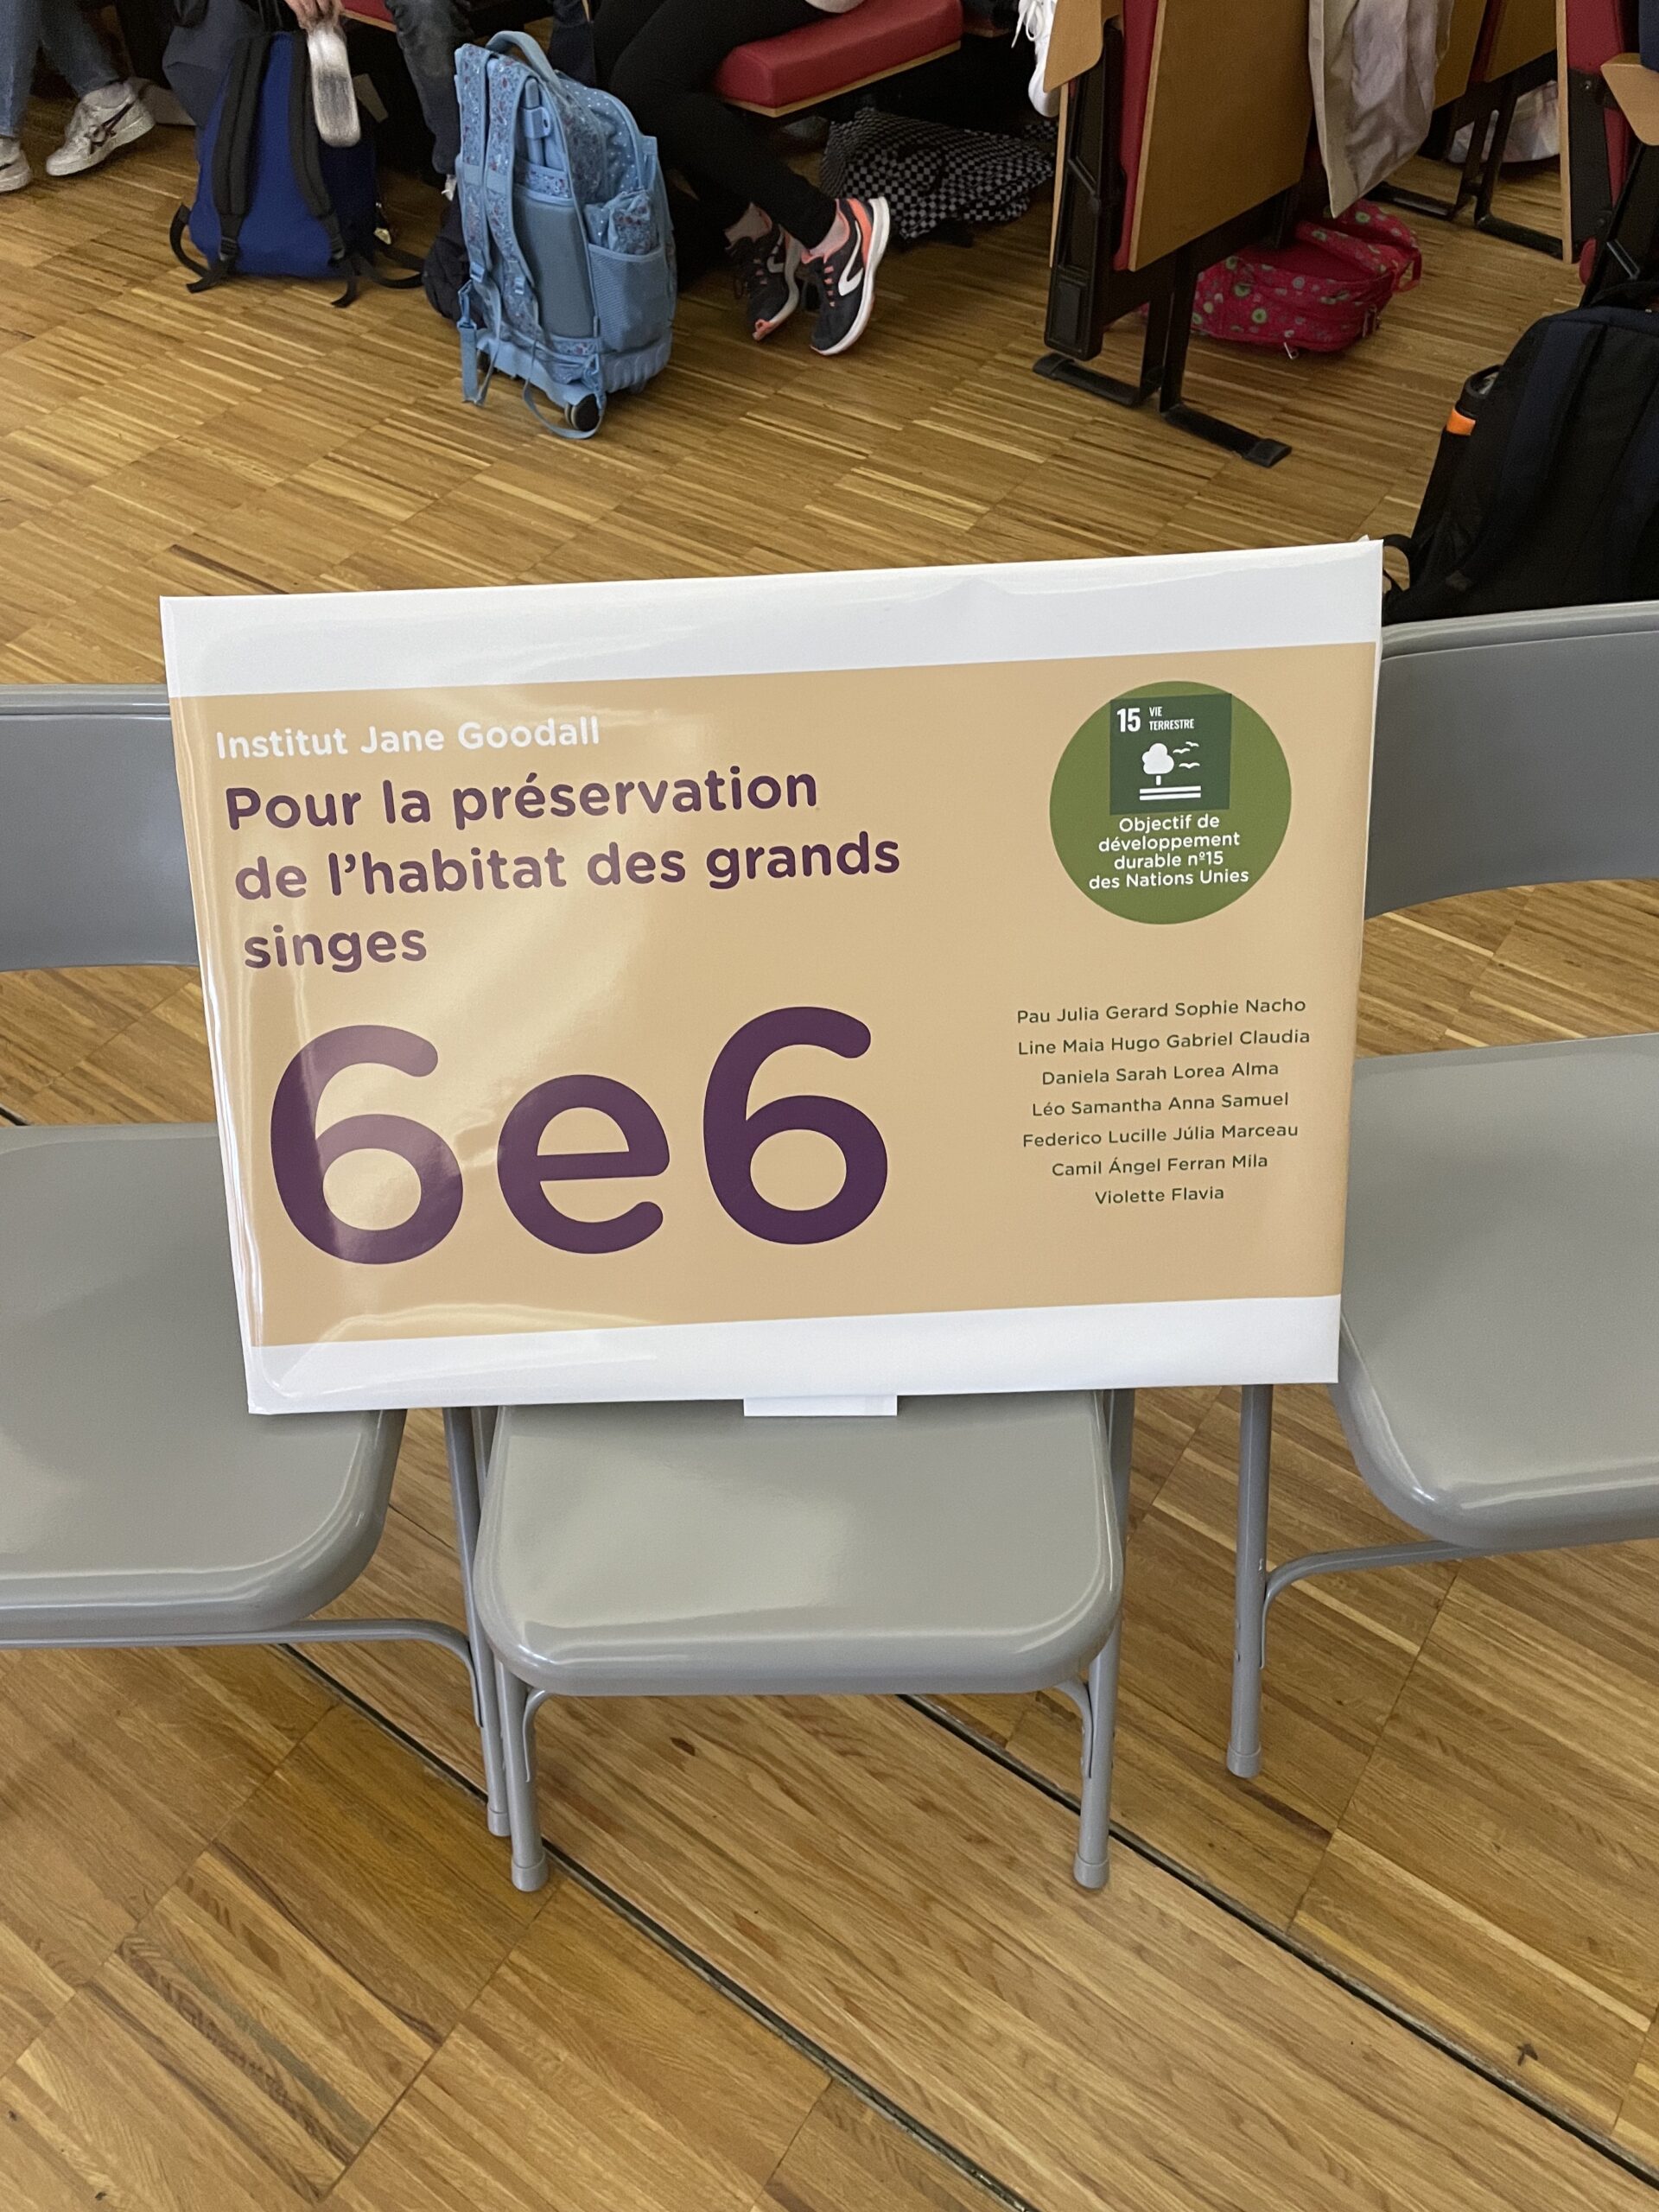 Institut Jane Goodall
Pour la préservation
de l'habitat des grands
singes
6e6
15 VIE
TERRESTRE
Objectif de
développement
durable nº15
des Nations Unies
Pau Julia Gerard Sophie Nacho
Line Maia Hugo Gabriel Claudia
Daniela Sarah Lorea Alma
Léo Samantha Anna Samuel
Federico Lucille Júlia Marceau
Camil Ángel Ferran Mila
Violette Flavia